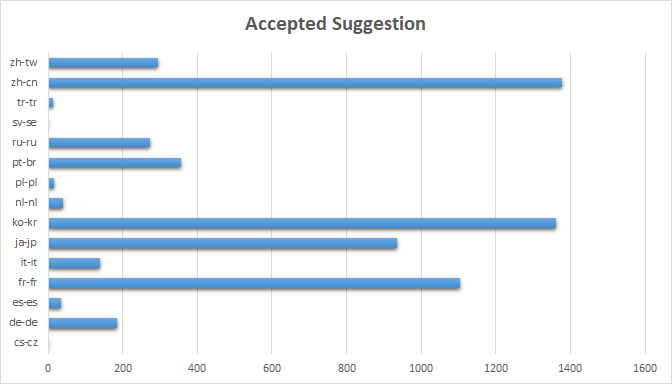 Accepted Suggestion
zh-tw
zh-cn
tr-tr
sv-se
ru-ru
pt-br
pl-pl
nl-nl
ko-kr
ja-jp
it-it
fr-fr
es-es
de-de
cs-cz
0 200 400 600 800 1000 1200 1400 1600